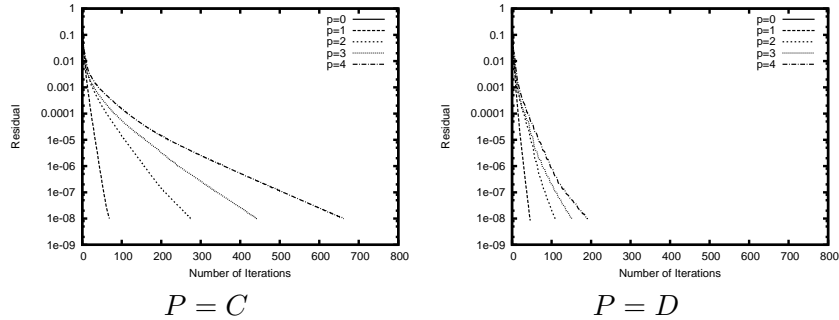 1
0.1
0.01
0.001
0.0001
1e-05
1e-06
1e-07
1e-08
1e-09
Residual
0 100 200 300 400 500 600 700 800
Number of Iterations
p=0
p=1
p=2
p=3
p=4
P = C
1
0.1
0.01
0.001
0.0001
1e-05
1e-06
1e-07
1e-08
1e-09
Residual
0 100 200 300 400 500 600 700 800
Number of Iterations
p=0
p=1
p=2
p=3
p=4
P = D